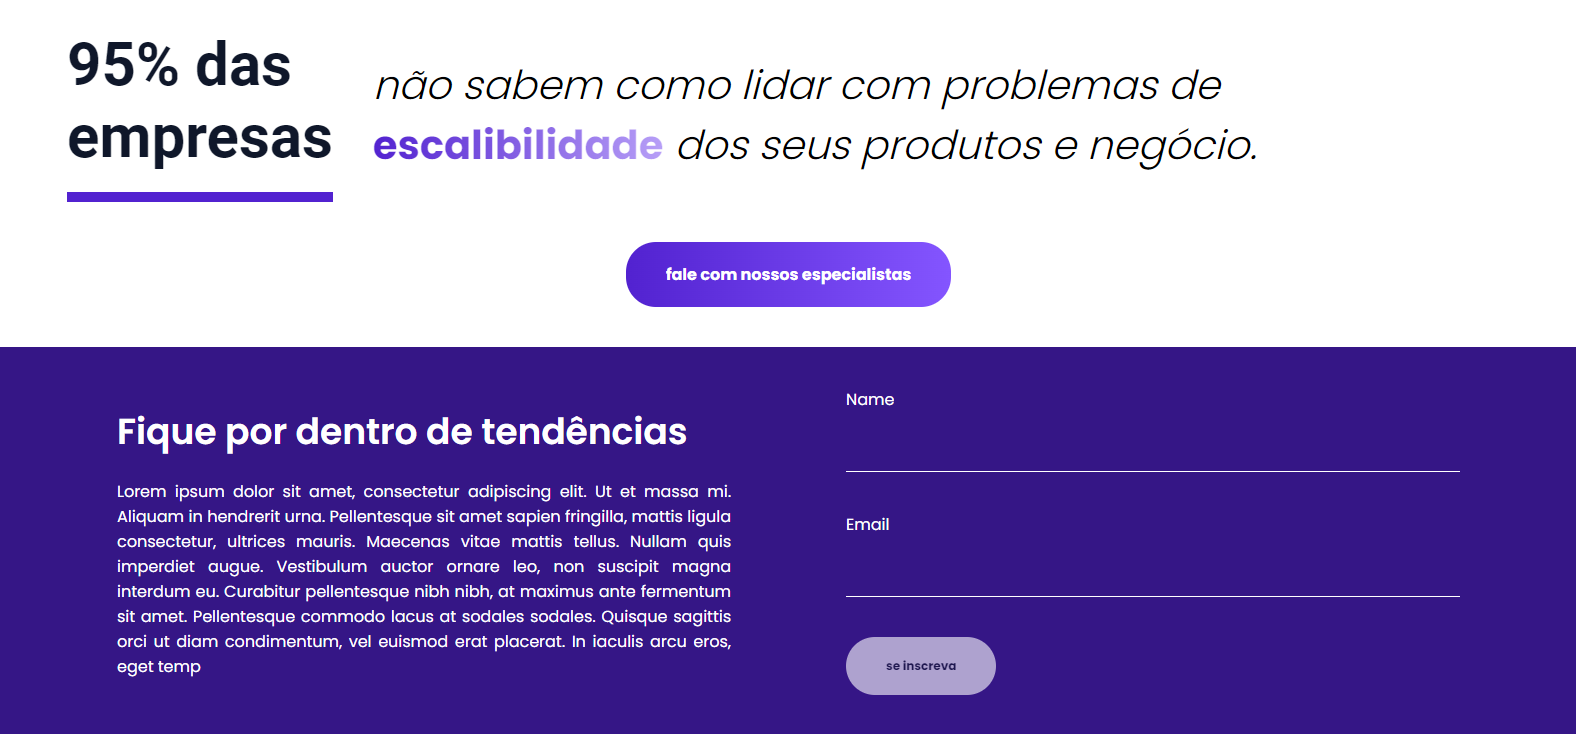 95% das
empresas
não sabem como lidar com problemas de
escalibilidade dos seus produtos e negócio.
fale com nossos especialistas
Fique por dentro de tendências
Lorem ipsum dolor sit amet, consectetur adipiscing elit. Ut et massa mi.
Aliquam in hendrerit urna. Pellentesque sit amet sapien fringilla, mattis ligula
consectetur, ultrices mauris. Maecenas vitae mattis tellus. Nullam quis
imperdiet augue. Vestibulum auctor ornare leo, non suscipit magna
interdum eu. Curabitur pellentesque nibh nibh, at maximus ante fermentum
sit amet. Pellentesque commodo lacus at sodales sodales. Quisque sagittis
orci ut diam condimentum, vel euismod erat placerat. In iaculis arcu eros,
eget temp
Name
Email
se inscreva